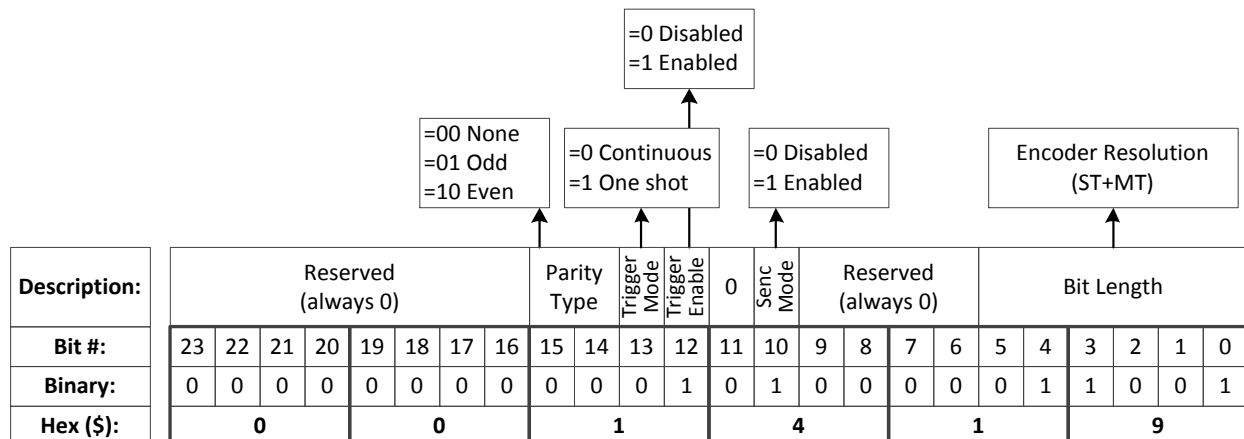 =0 Disabled
=1 Enabled
=00 None
=01 Odd
=10 Even
=0 Continuous
=1 One shot
=0 Disabled
=1 Enabled
Encoder Resolution
(ST+MT)
Description:
Reserved
(always 0)
Parity
Type
Trigger
Mode
Trigger
Enable
0
Senc
Mode
Reserved
(always 0)
Bit Length
Bit #: 23 22 21 20 19 18 17 16 15 14 13 12 11 10 9 8 7 6 5 4 3 2 1 0
Binary: 0 0 0 0 0 0 0 0 0 0 0 1 0 1 0 0 0 0 0 1 1 0 0 1
Hex ($): 0 0 1 4 1 9